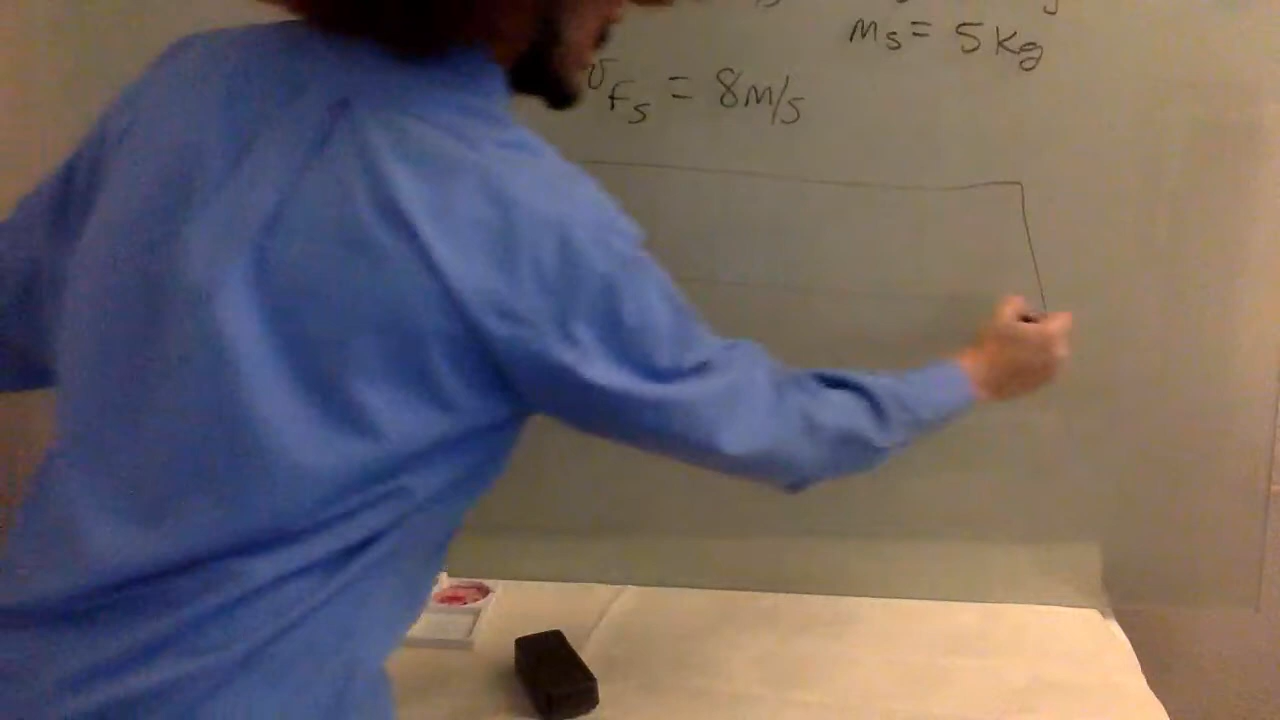 ms = 5 kg
vfs = 8 m/s